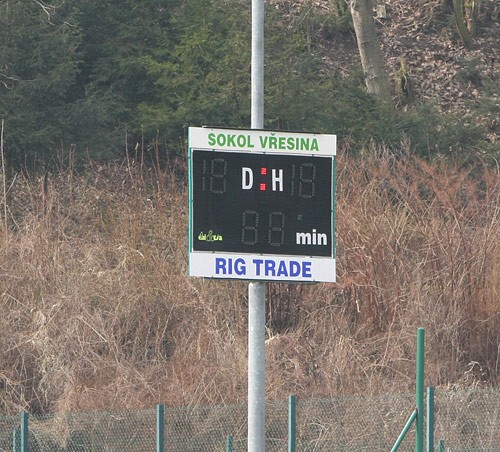 SOKOL VŘESINA
D : H
min
RIG TRADE